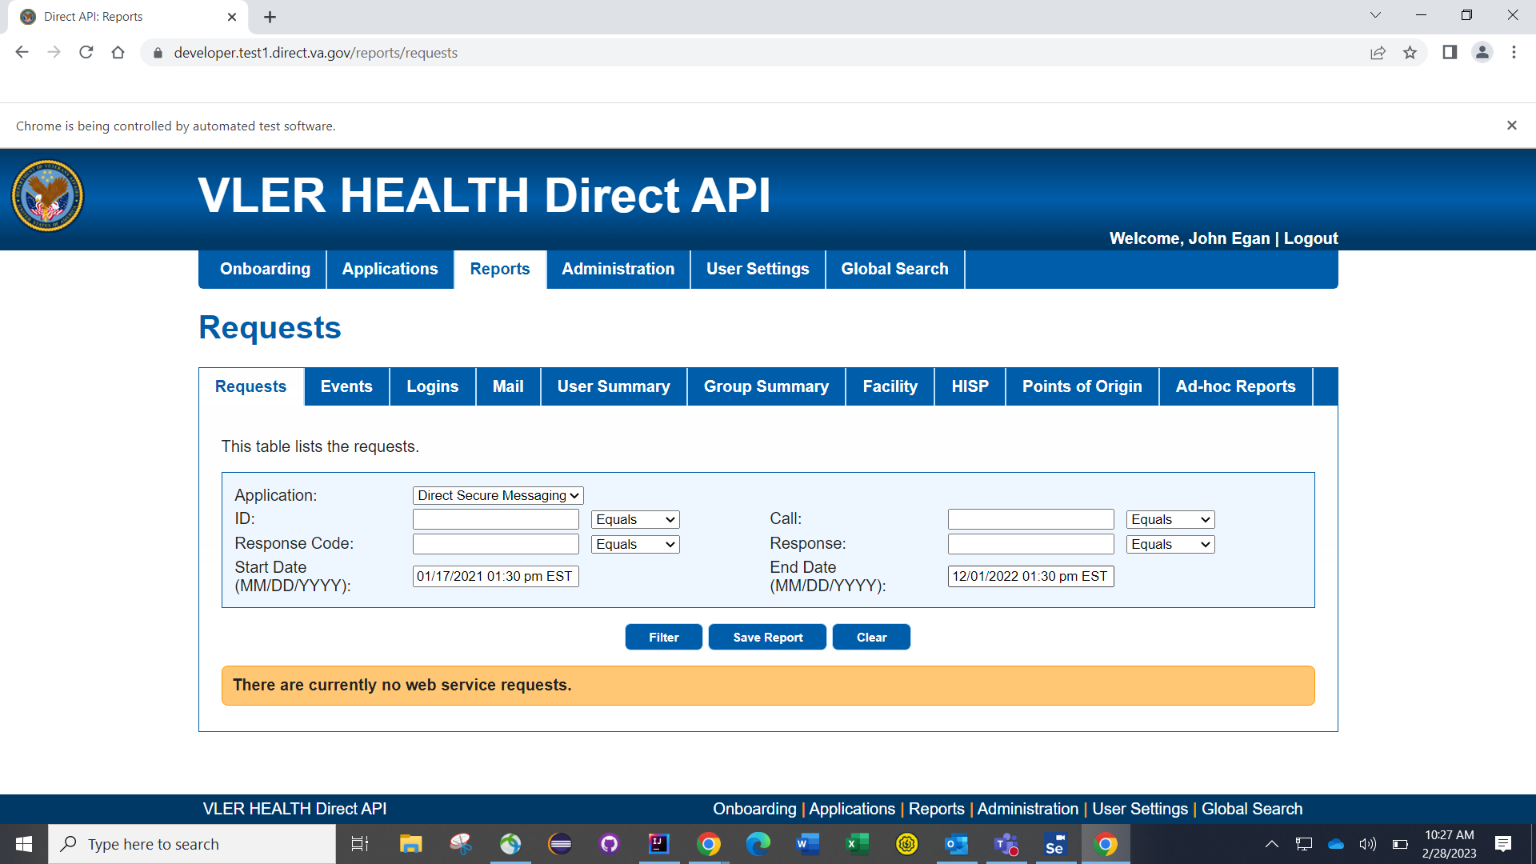 Direct API: Reports
developer.test1.direct.va.gov/reports/requests
Chrome is being controlled by automated test software.
VLER HEALTH Direct API
Welcome, John Egan | Logout
Onboarding Applications Reports Administration User Settings Global Search
Requests
Requests Events Logins Mail User Summary Group Summary Facility HISP Points of Origin Ad-hoc Reports
This table lists the requests.
Application: Direct Secure Messaging
ID: Equals Call: Equals
Response Code: Equals Response: Equals
Start Date (MM/DD/YYYY): 01/17/2021 01:30 pm EST End Date (MM/DD/YYYY): 12/01/2022 01:30 pm EST
Filter Save Report Clear
There are currently no web service requests.
VLER HEALTH Direct API Onboarding | Applications | Reports | Administration | User Settings | Global Search
Type here to search
10:27 AM
2/28/2023